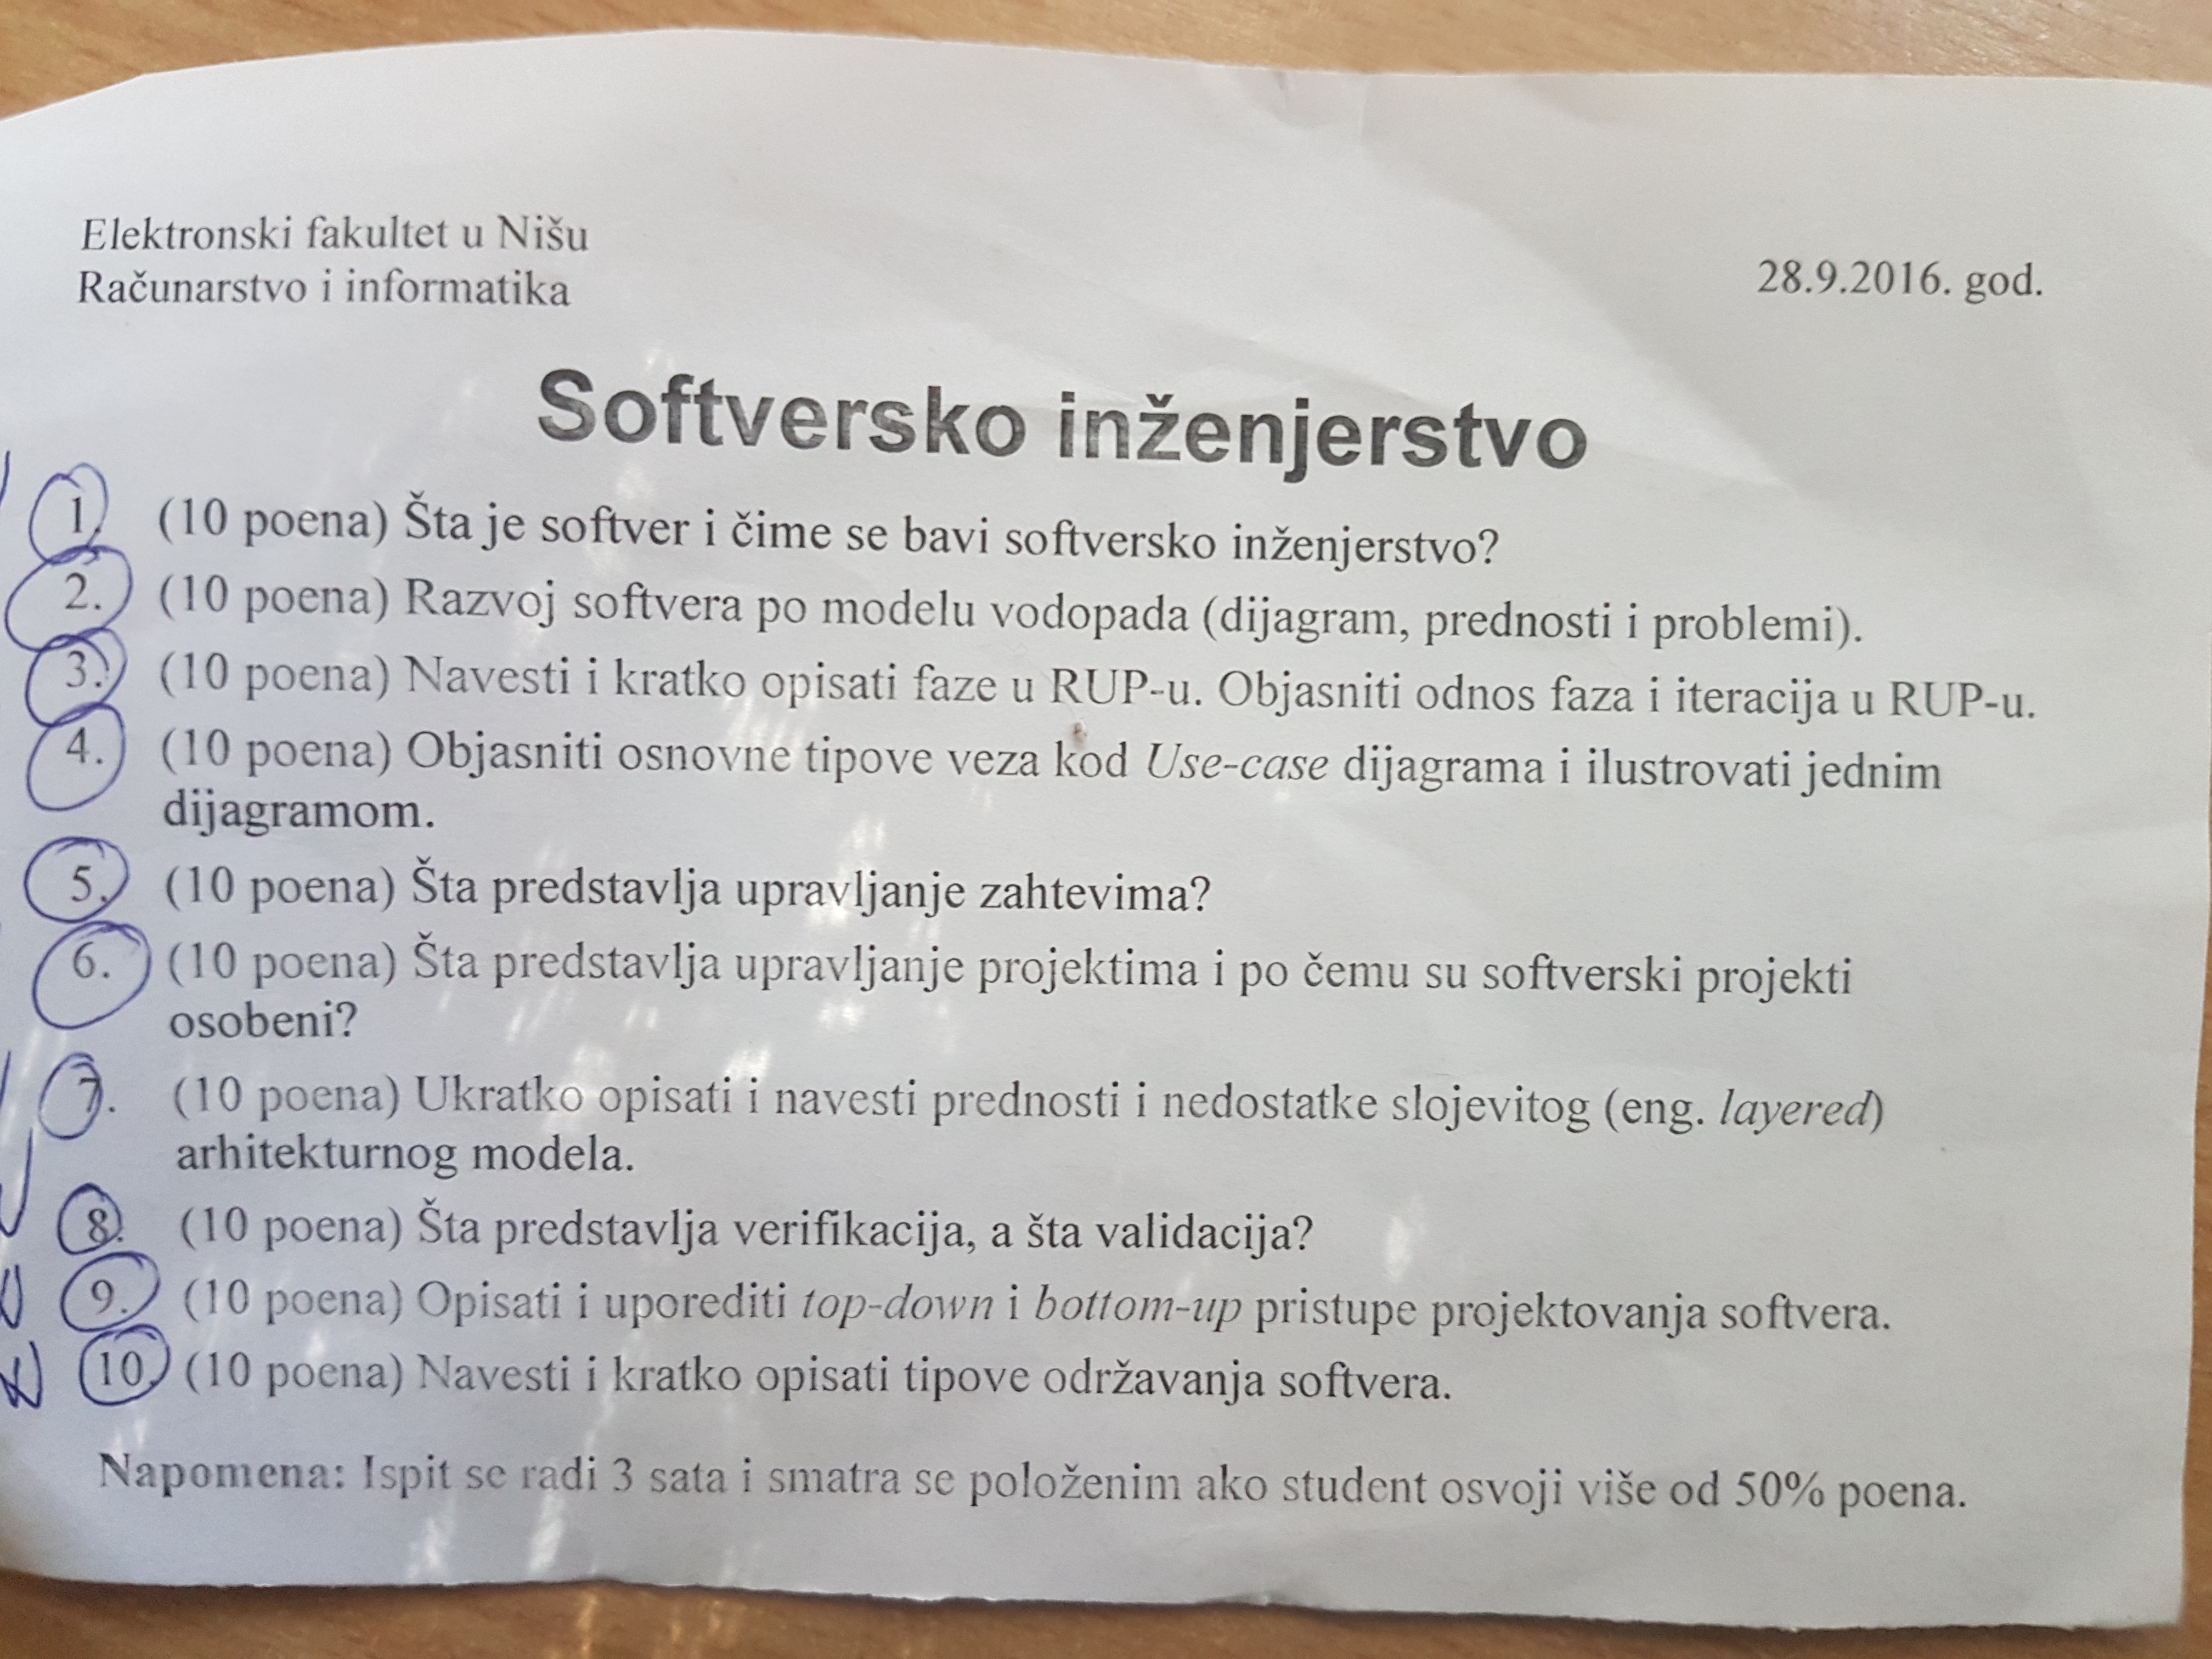 Elektronski fakultet u Nišu
Računarstvo i informatika
28.9.2016. god.
Softversko inženjerstvo
1. (10 poena) Šta je softver i čime se bavi softversko inženjerstvo?
2. (10 poena) Razvoj softvera po modelu vodopada (dijagram, prednosti i problemi).
3. (10 poena) Navesti i kratko opisati faze u RUP-u. Objasniti odnos faza i iteracija u RUP-u.
4. (10 poena) Objasniti osnovne tipove veza kod Use-case dijagrama i ilustrovati jednim
dijagramom.
5. (10 poena) Šta predstavlja upravljanje zahtevima?
6. (10 poena) Šta predstavlja upravljanje projektima i po čemu su softverski projekti
osobeni?
7. (10 poena) Ukratko opisati i navesti prednosti i nedostatke slojevitog (eng. layered)
arhitekturnog modela.
8. (10 poena) Šta predstavlja verifikacija, a šta validacija?
9. (10 poena) Opisati i uporediti top-down i bottom-up pristupe projektovanja softvera.
10. (10 poena) Navesti i kratko opisati tipove održavanja softvera.
Napomena: Ispit se radi 3 sata i smatra se položenim ako student osvoji više od 50% poena.